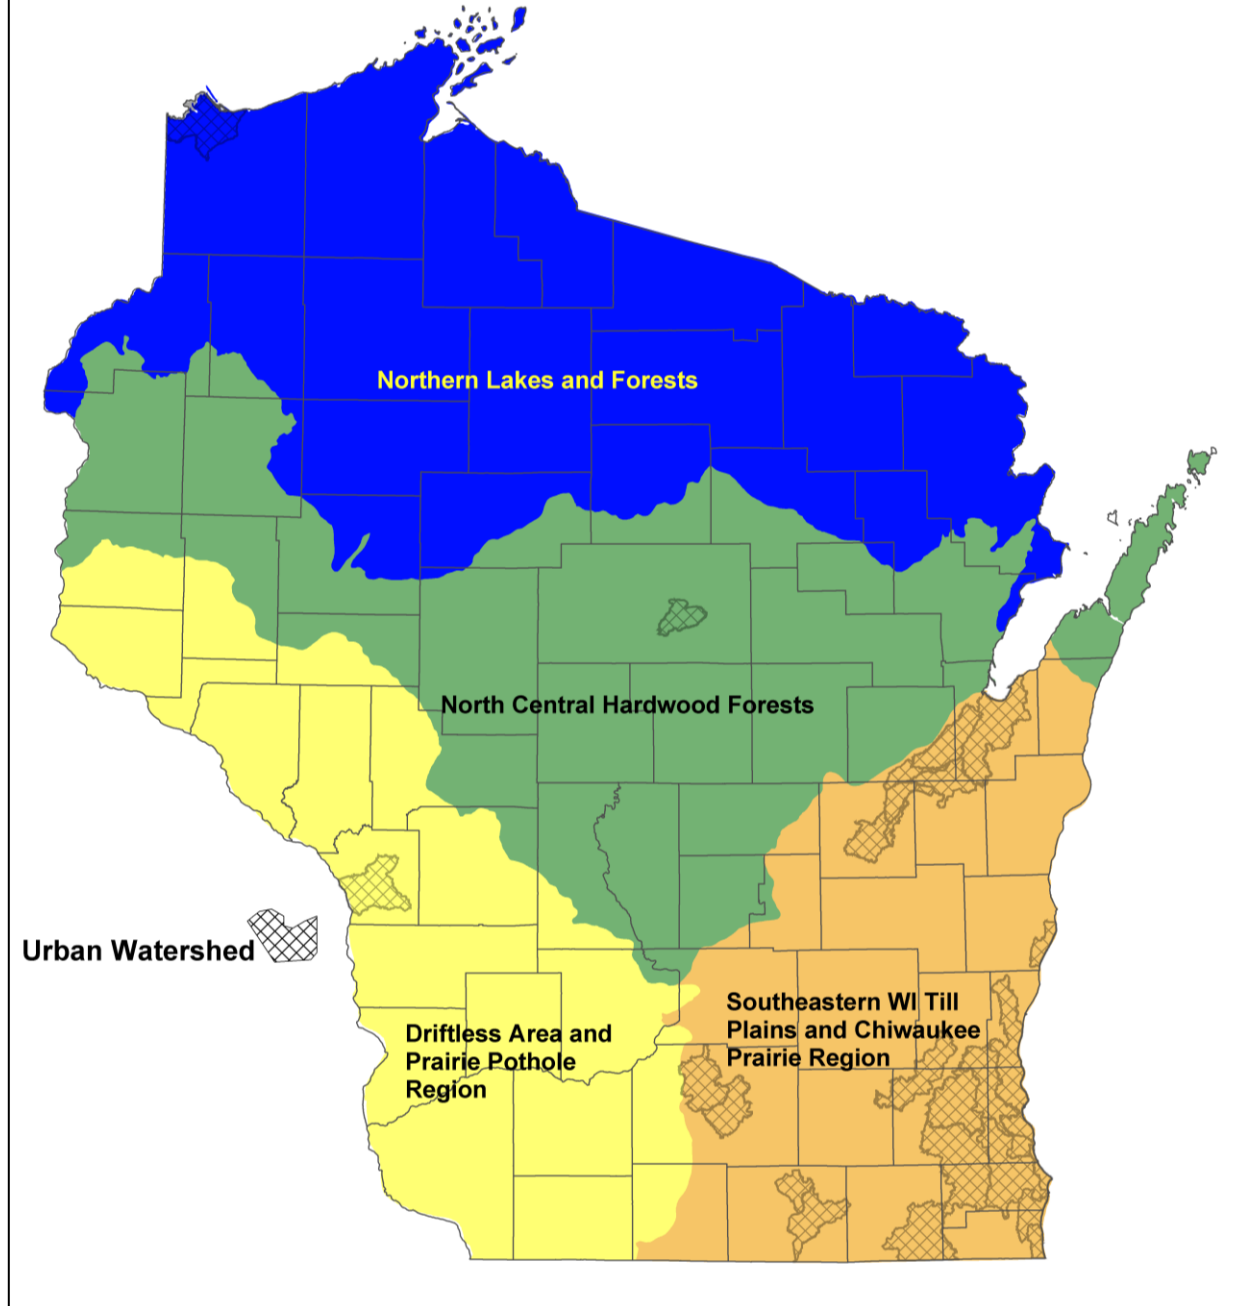 Northern Lakes and Forests
North Central Hardwood Forests
Urban Watershed
Driftless Area and
Prairie Pothole
Region
Southeastern WI Till
Plains and Chiwaukee
Prairie Region